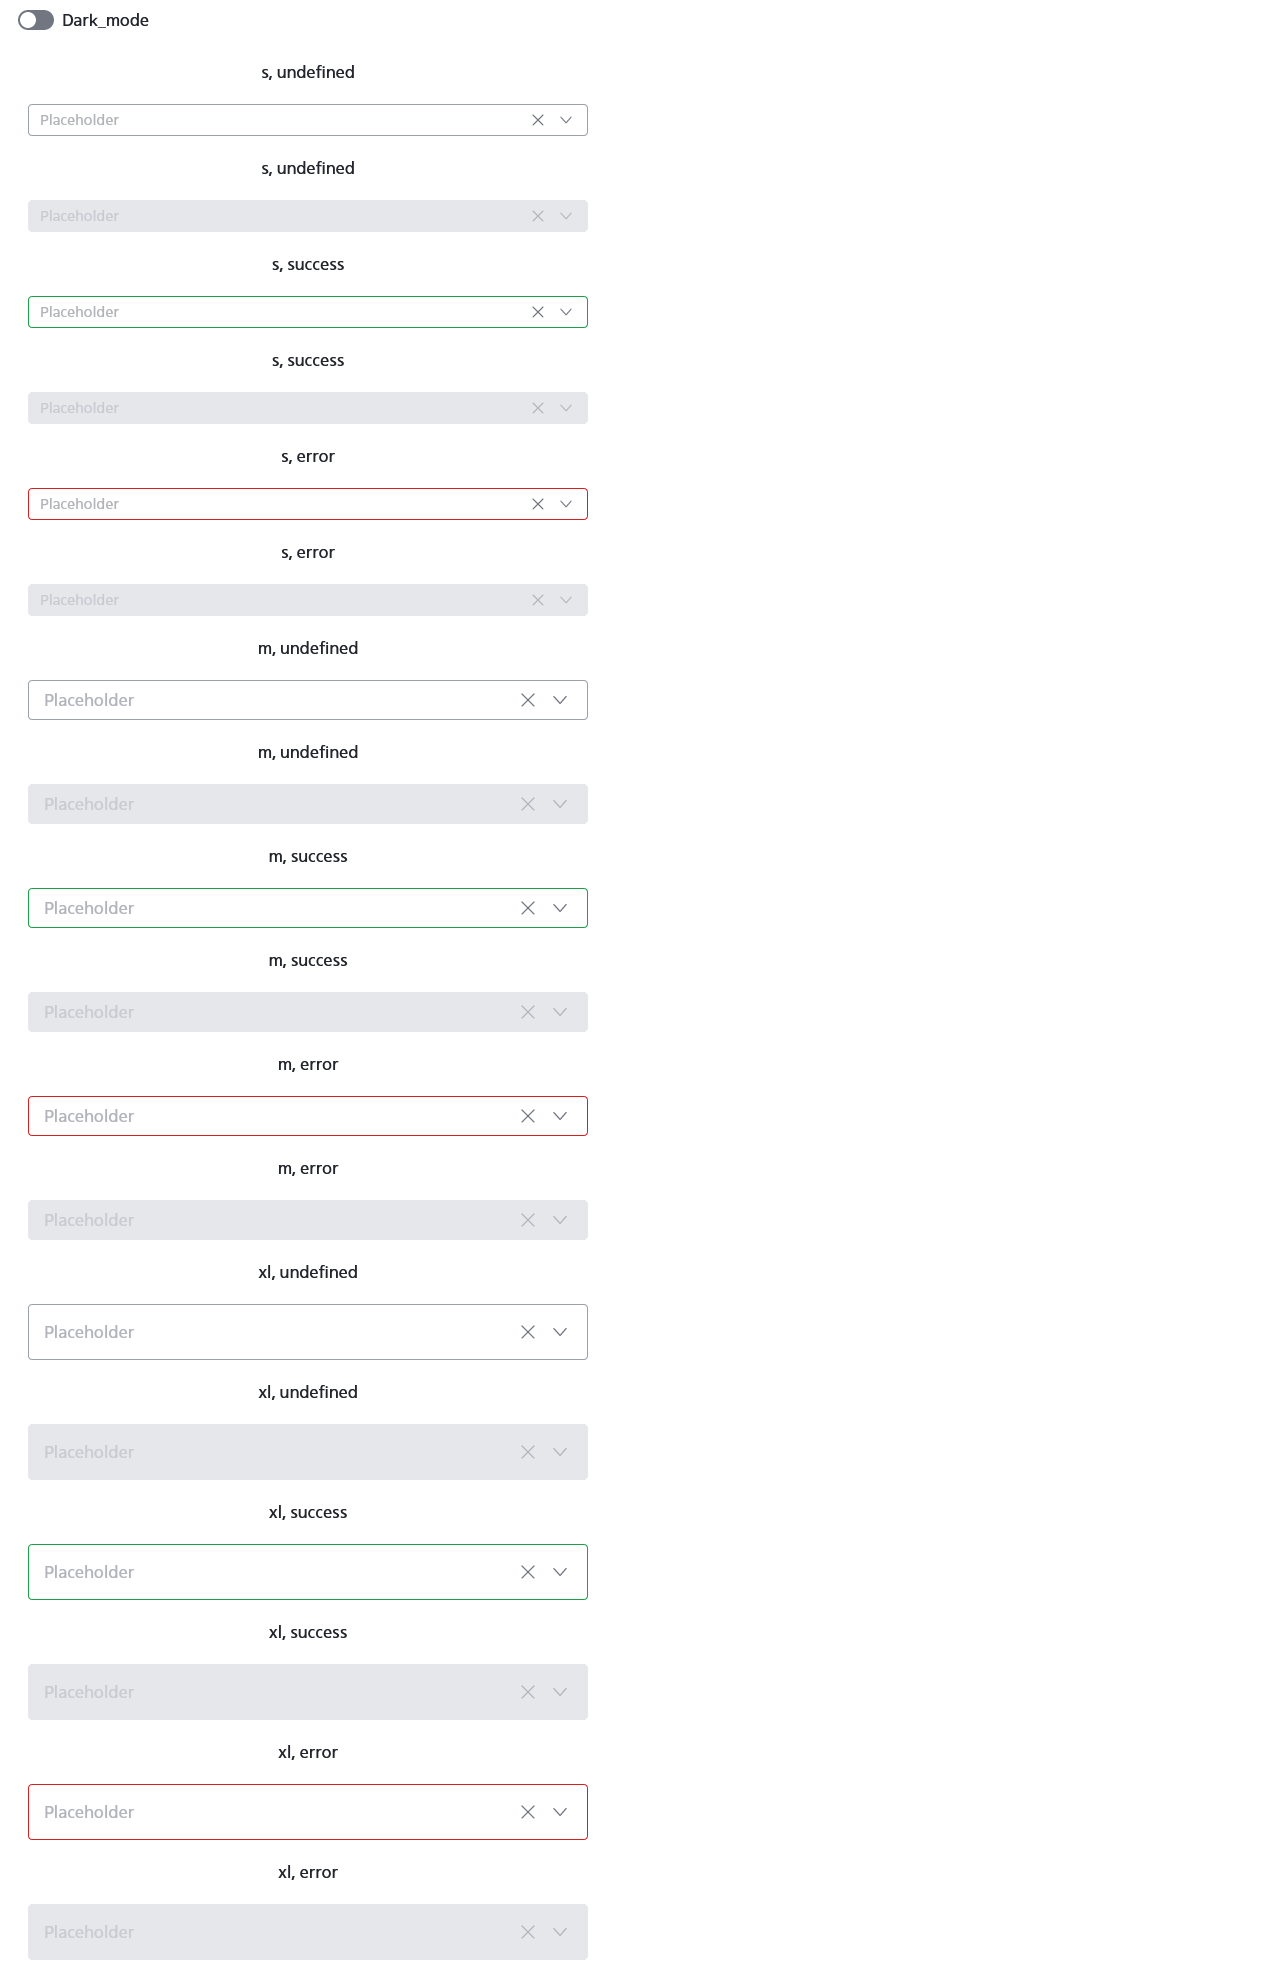 Dark_mode
s, undefined
Placeholder
s, undefined
Placeholder
s, success
Placeholder
s, success
Placeholder
s, error
Placeholder
s, error
Placeholder
m, undefined
Placeholder
m, undefined
Placeholder
m, success
Placeholder
m, success
Placeholder
m, error
Placeholder
m, error
Placeholder
xl, undefined
Placeholder
xl, undefined
Placeholder
xl, success
Placeholder
xl, success
Placeholder
xl, error
Placeholder
xl, error
Placeholder